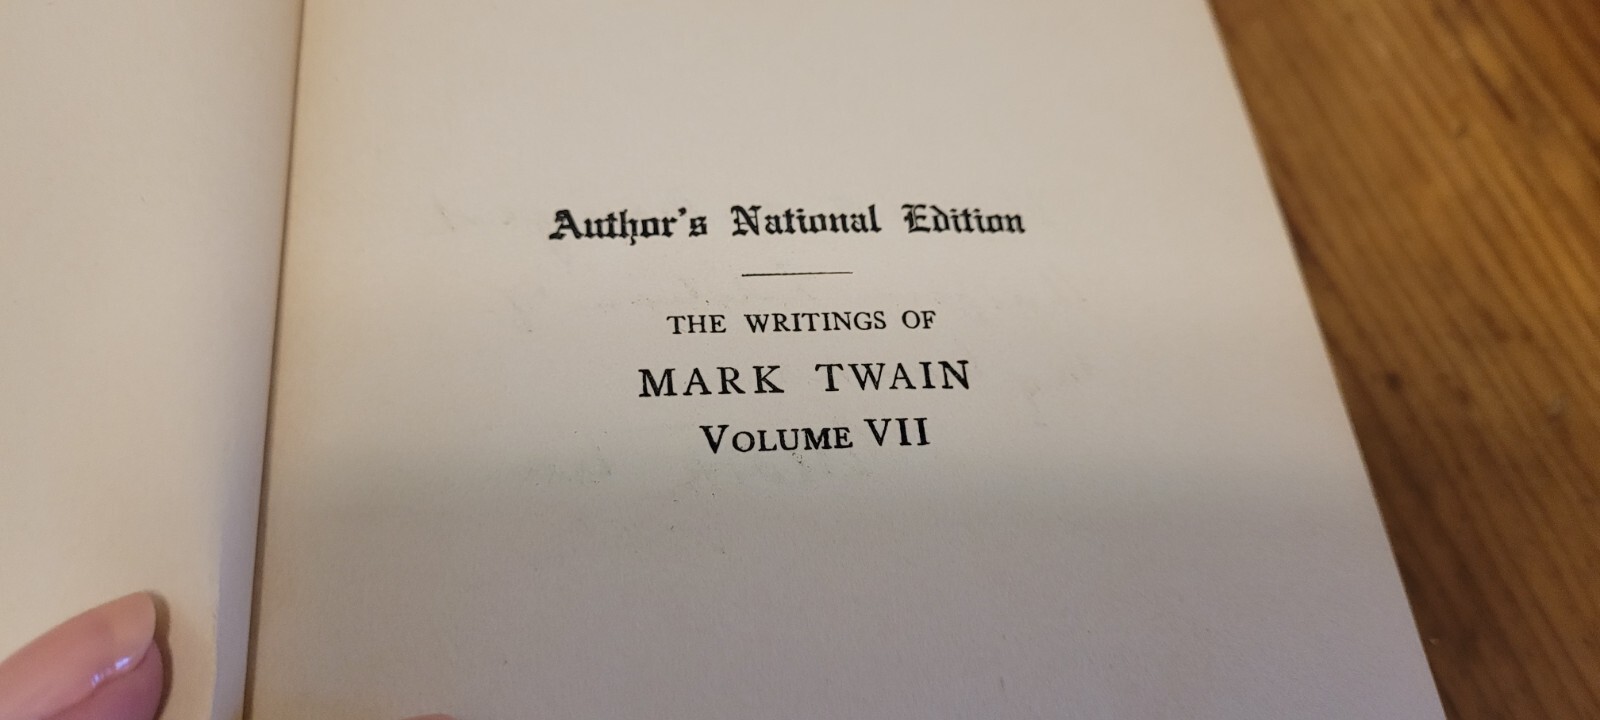 Author's National Edition
THE WRITINGS OF
MARK TWAIN
VOLUME VII